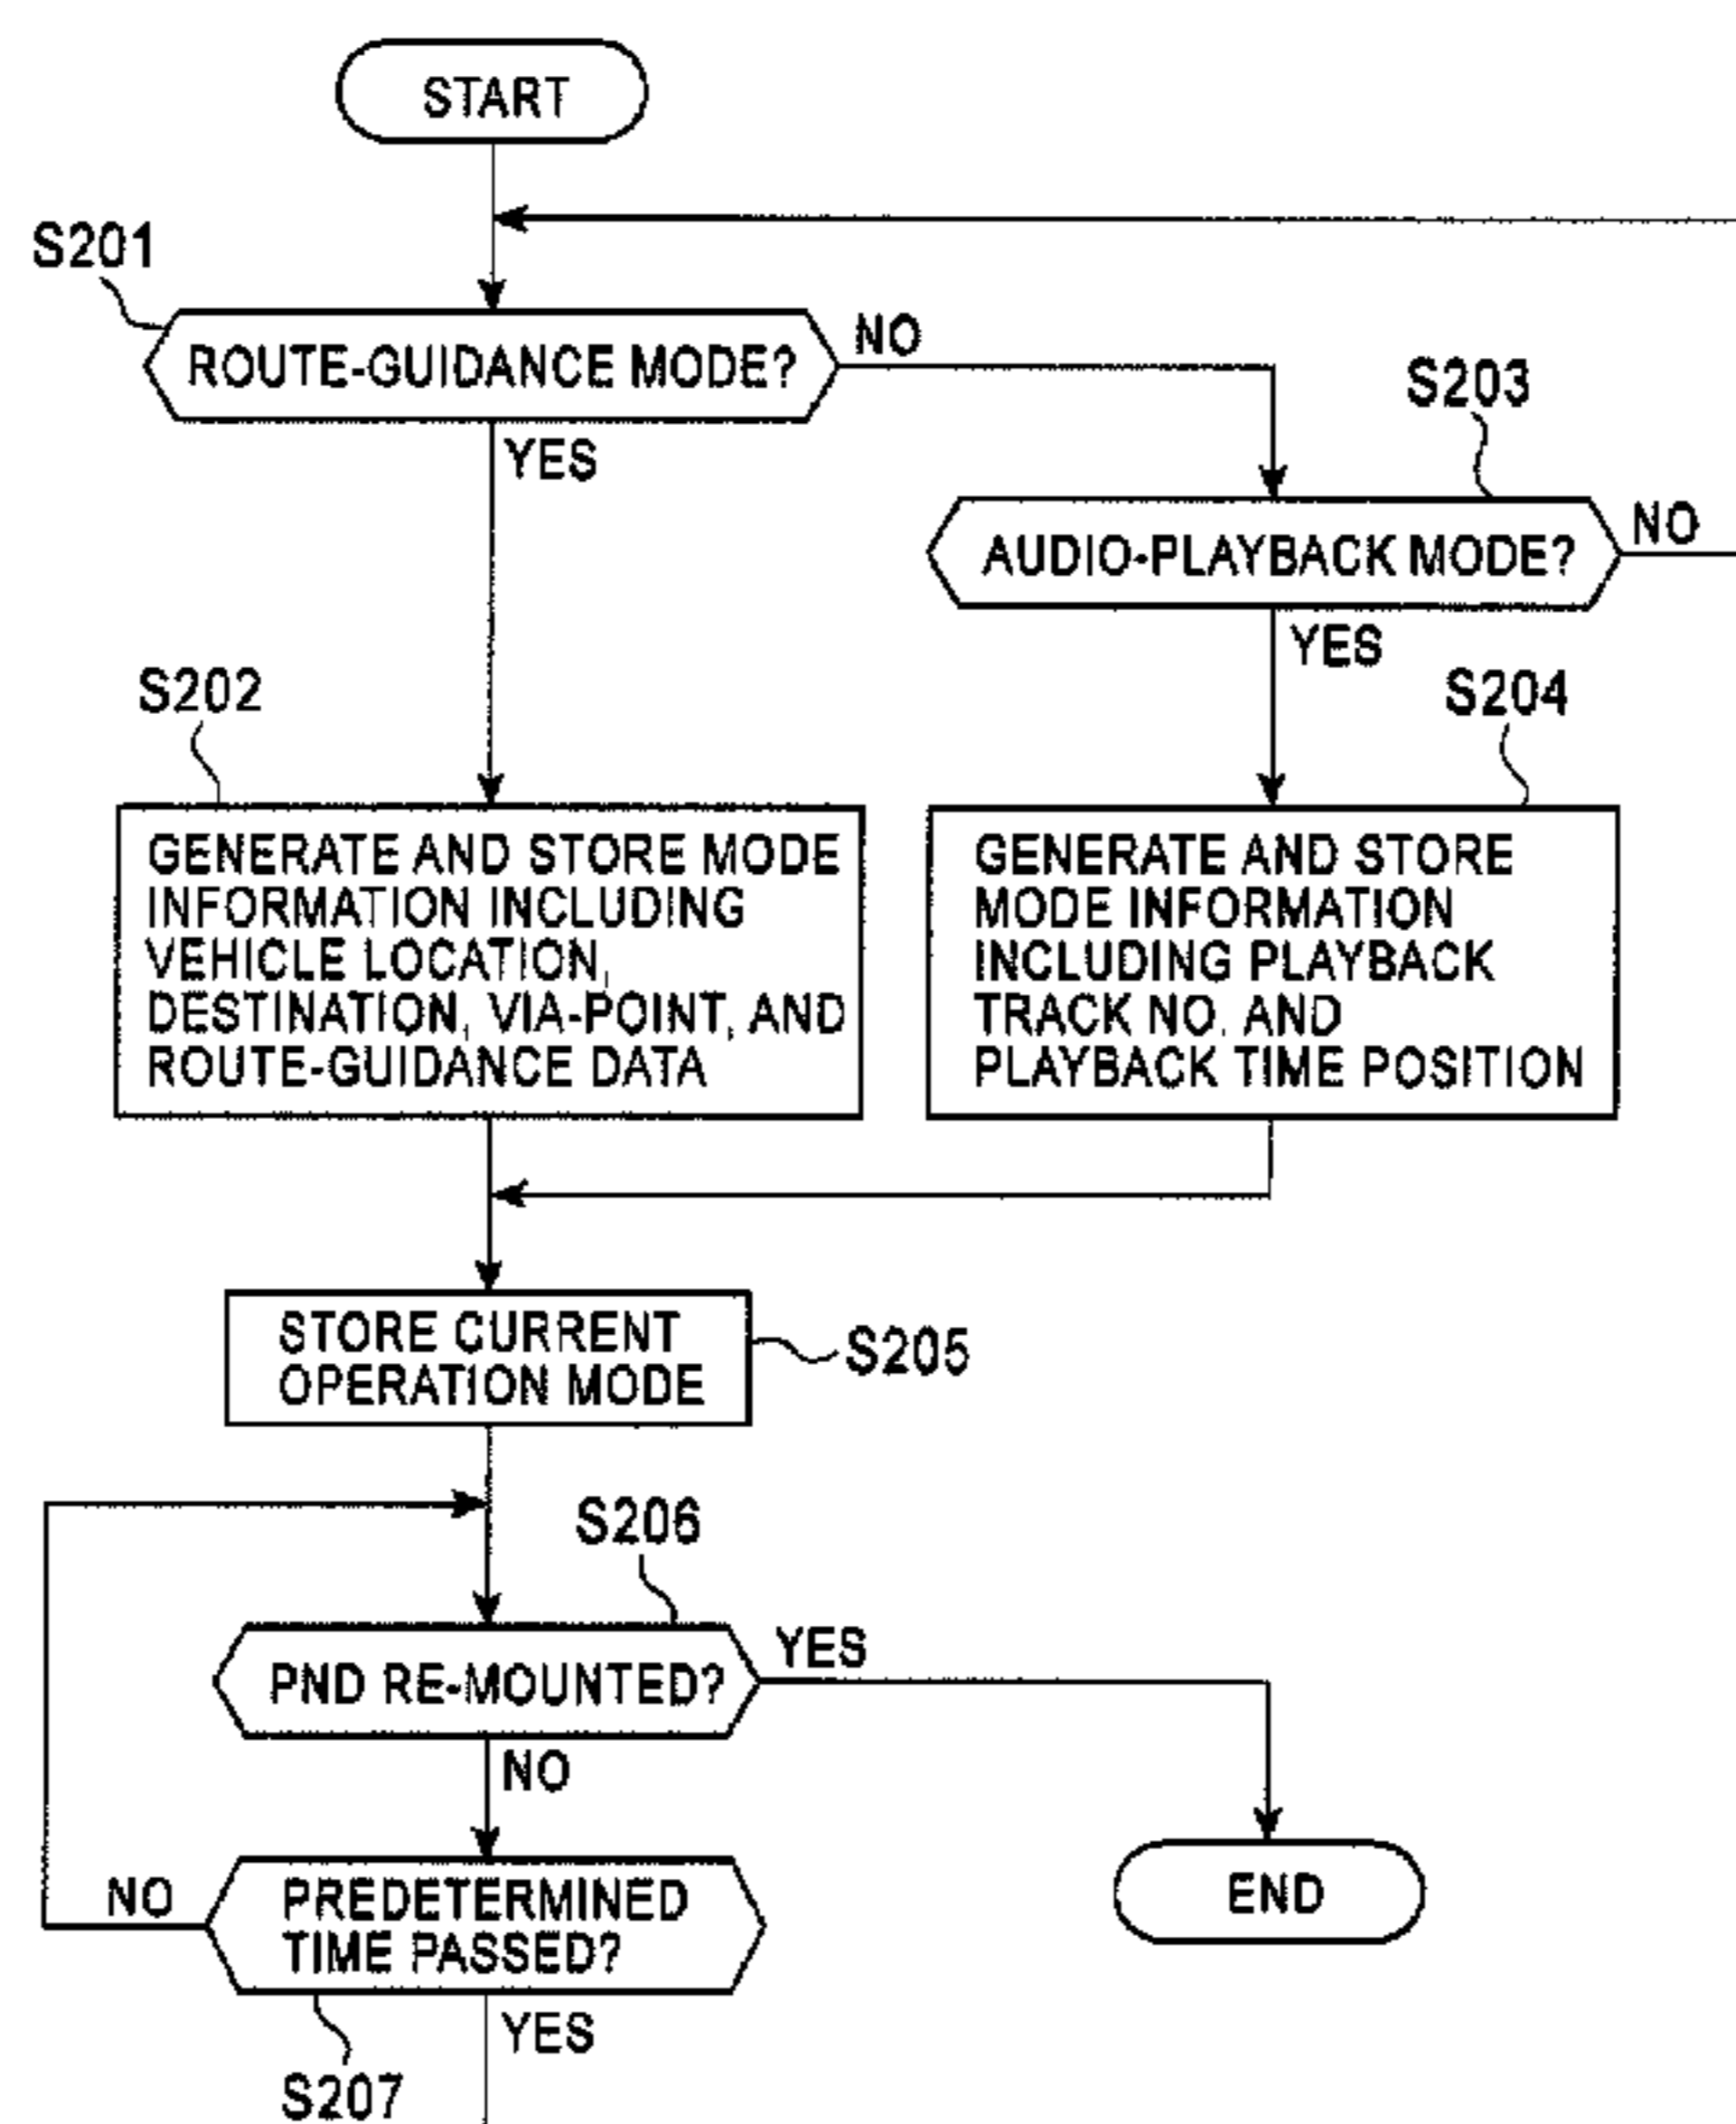 START
S201
ROUTE-GUIDANCE MODE?
NO
YES
S203
AUDIO-PLAYBACK MODE?
NO
YES
S202
GENERATE AND STORE MODE
INFORMATION INCLUDING
VEHICLE LOCATION,
DESTINATION, VIA-POINT, AND
ROUTE-GUIDANCE DATA
S204
GENERATE AND STORE
MODE INFORMATION
INCLUDING PLAYBACK
TRACK NO. AND
PLAYBACK TIME POSITION
STORE CURRENT
OPERATION MODE
S205
S206
PND RE-MOUNTED?
YES
NO
NO
PREDETERMINED
TIME PASSED?
END
YES
S207